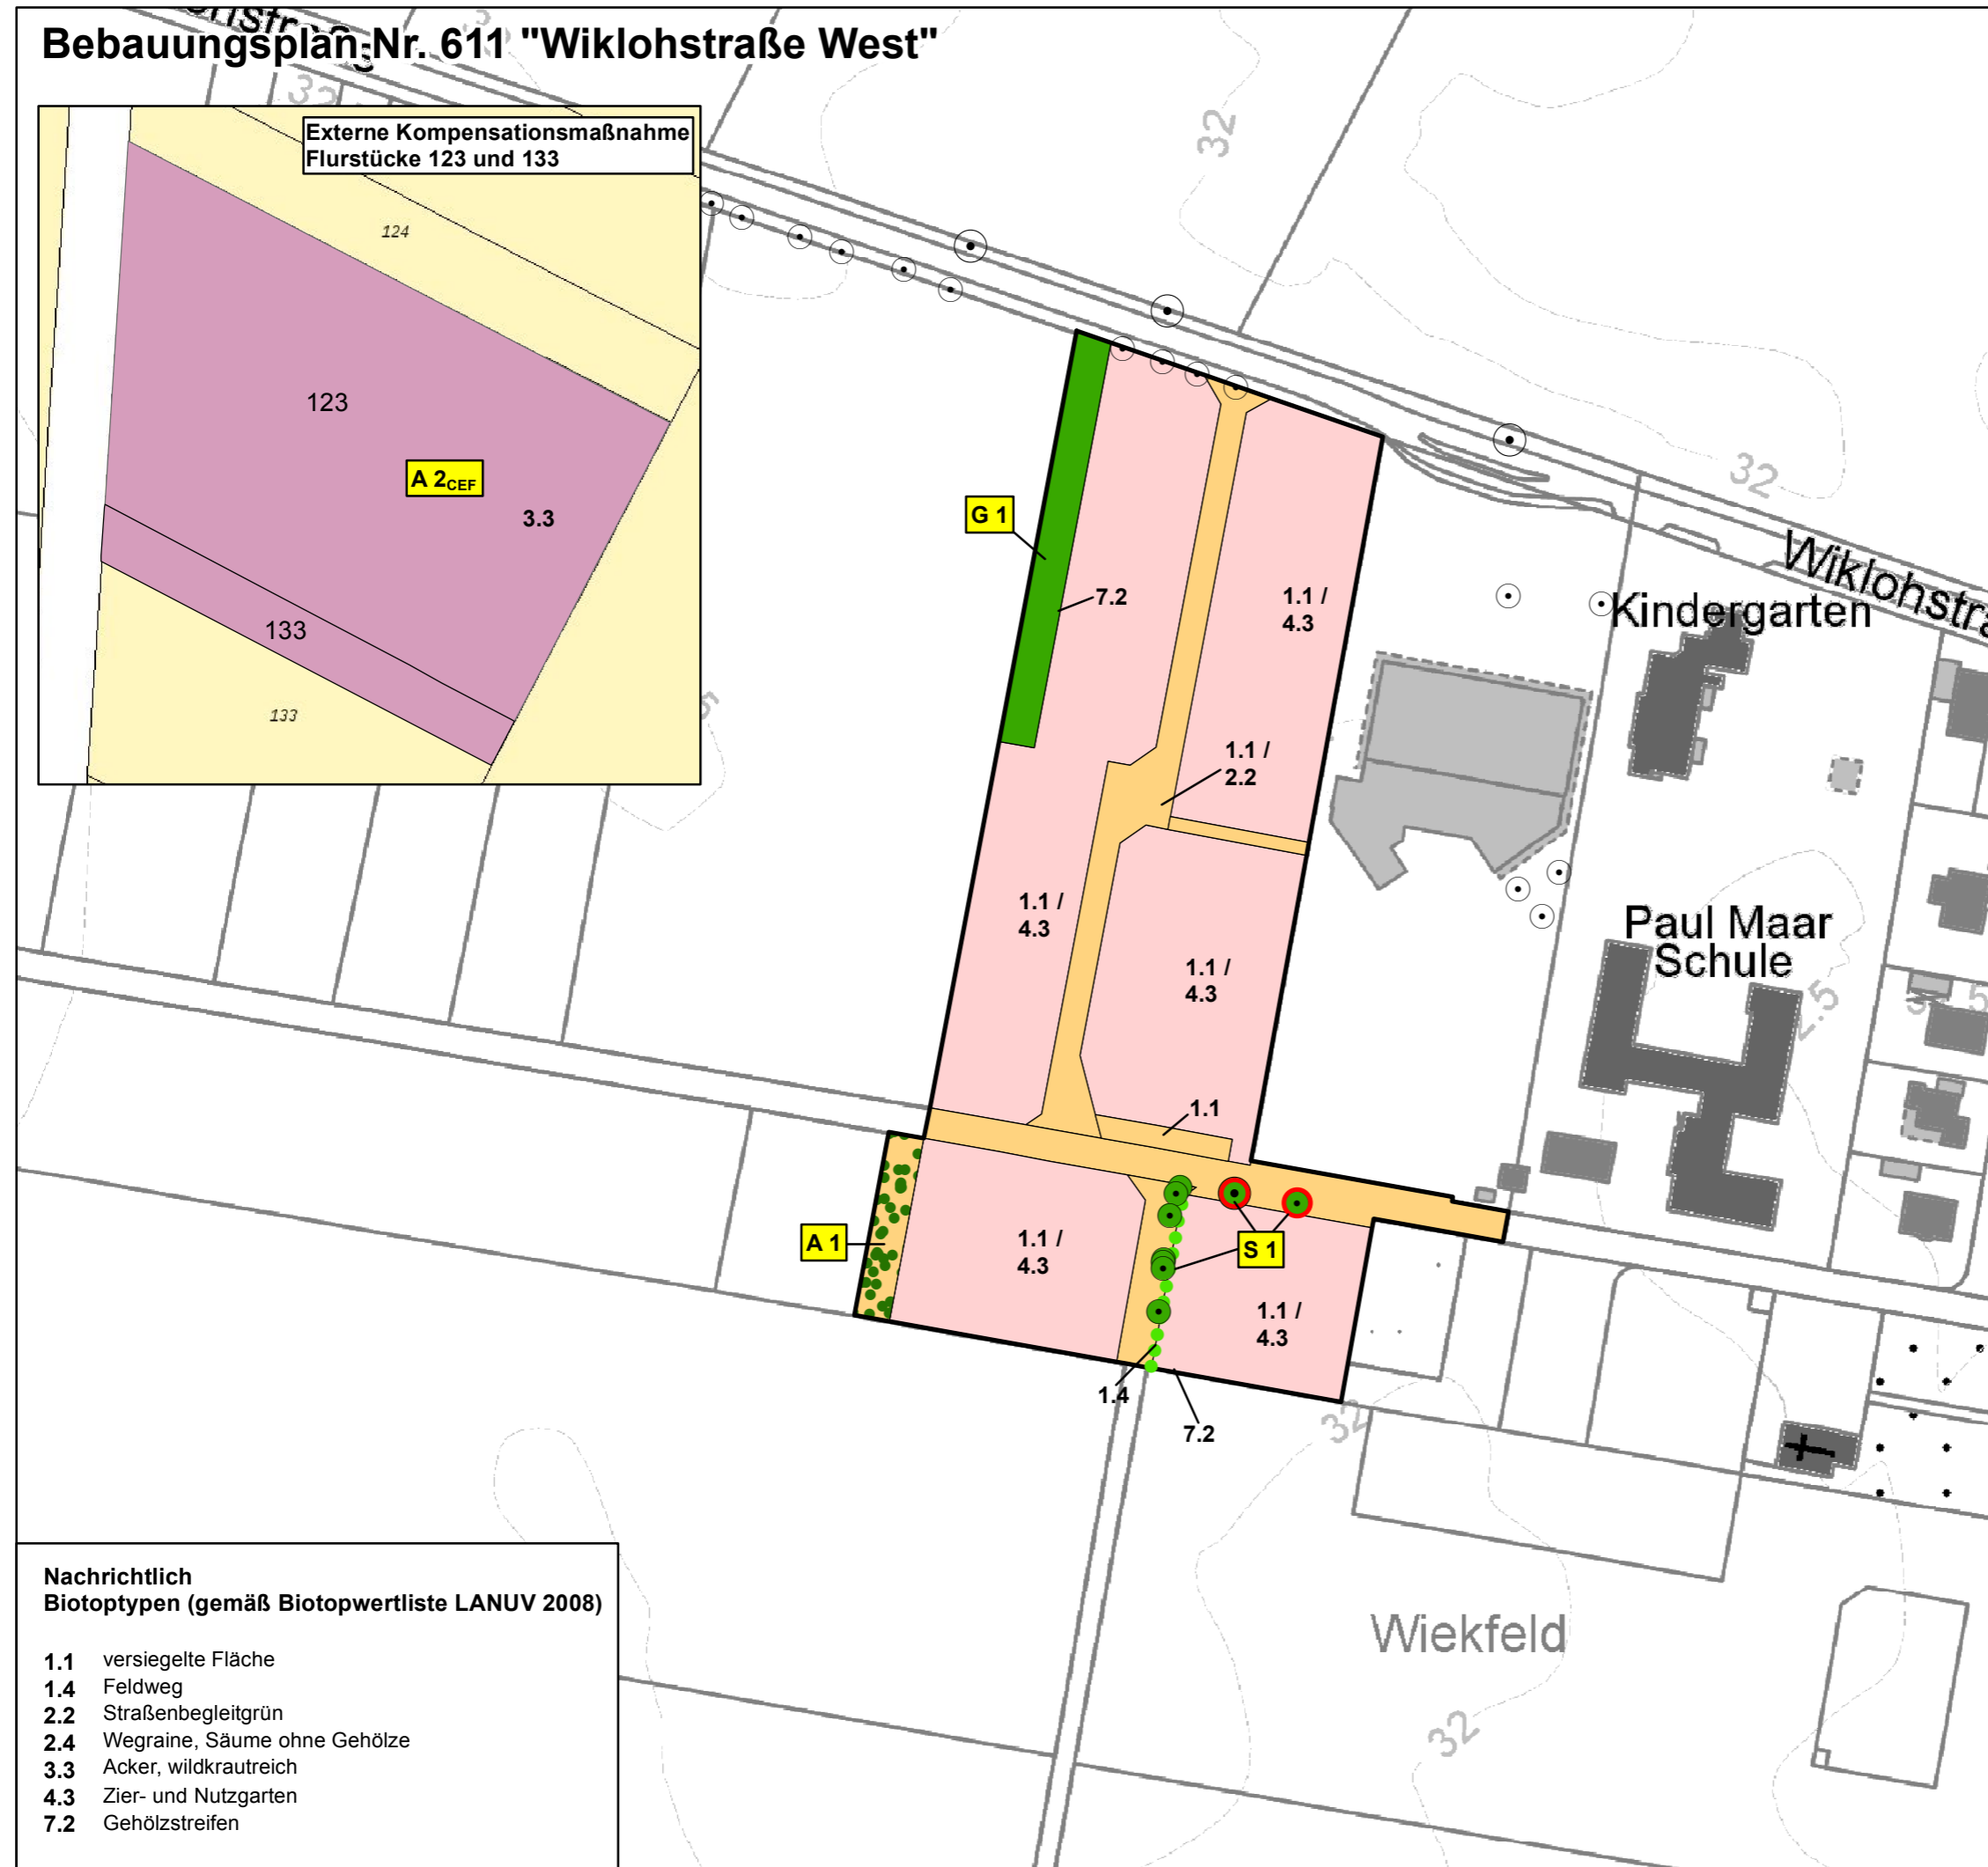 Bebauungsplan Nr. 611 "Wiklohstraße West"
32
Externe Kompensationsmaßnahme
Flurstücke 123 und 133
124
123
A 2CEF
3.3
133
133
32
32
G 1
7.2
1.1 /
4.3
Wiklohstra
Kindergarten
1.1 /
2.2
1.1 /
4.3
1.1 /
4.3
Paul Maar
Schule
2.5
1.1
A 1
1.1 /
4.3
S 1
1.1 /
4.3
1.4
7.2
32
Wiekfeld
32
Nachrichtlich
Biotoptypen (gemäß Biotopwertliste LANUV 2008)
1.1 versiegelte Fläche
1.4 Feldweg
2.2 Straßenbegleitgrün
2.4 Wegraine, Säume ohne Gehölze
3.3 Acker, wildkrautreich
4.3 Zier- und Nutzgarten
7.2 Gehölzstreifen